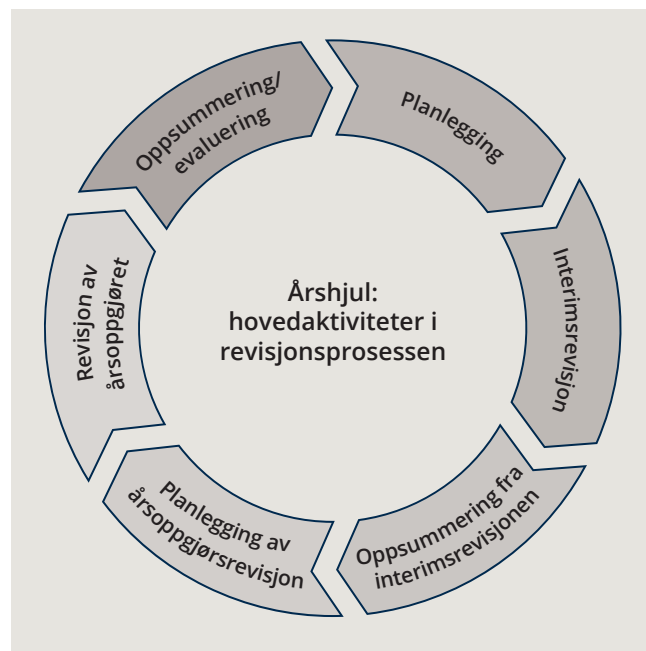 Årshjul:
hovedaktiviteter i
revisjonsprosessen
Planlegging
Interimsrevisjon
Oppsummering fra
interimsrevisjonen
Planlegging av
årsoppgjørsrevisjon
Revisjon av
årsoppgjøret
Oppsummering/
evaluering